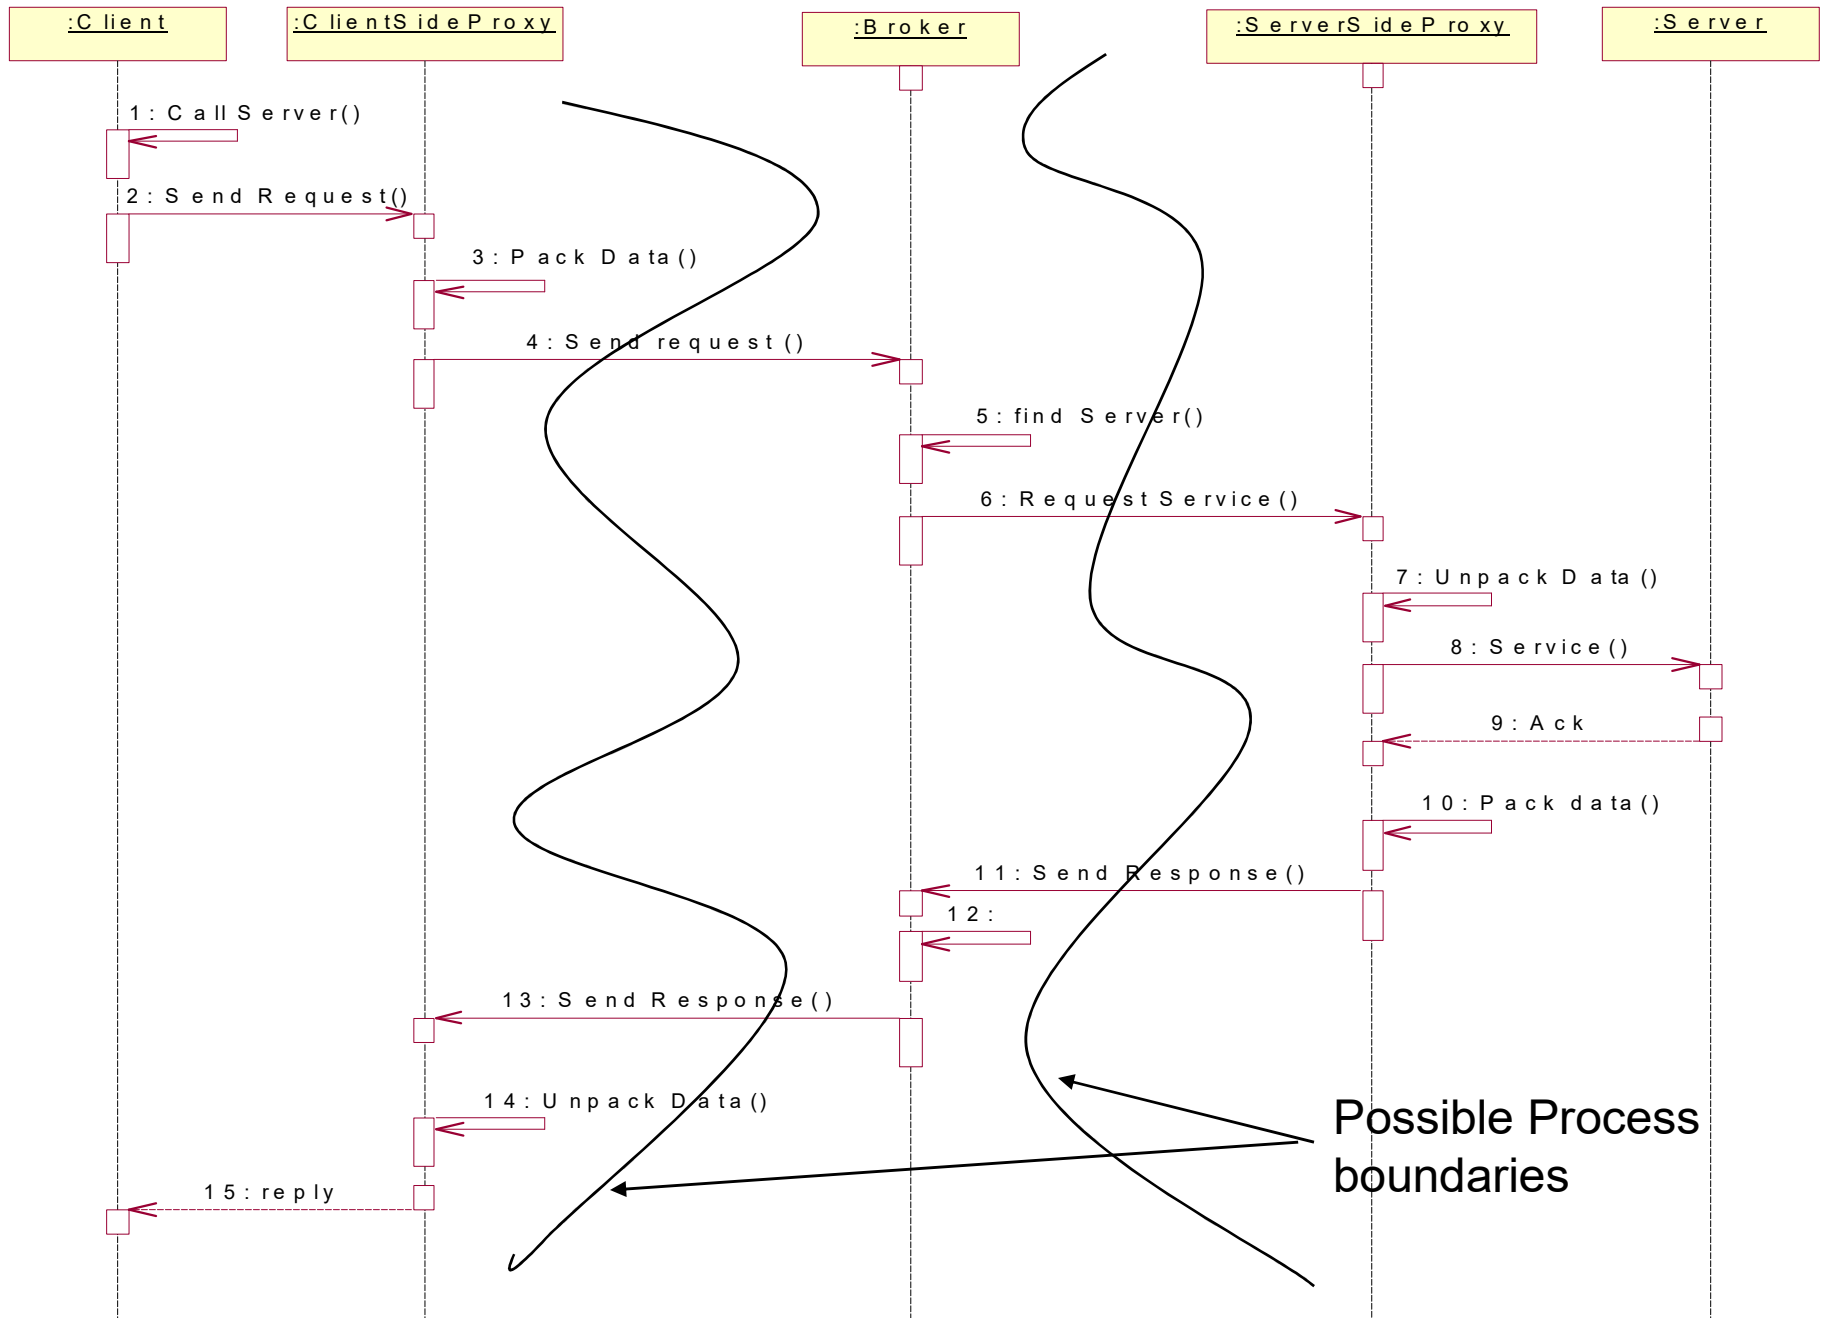 :Client
:ClientSideProxy
:Broker
:ServerSideProxy
:Server
1: CallServer()
2: Send Request()
3: Pack Data()
4: Send request()
5: find Server()
6: Request Service()
7: Unpack Data()
8: Service()
9: Ack
10: Pack data()
11: Send Response()
12:
13: Send Response()
14: Unpack Data()
15: reply
Possible Process
boundaries